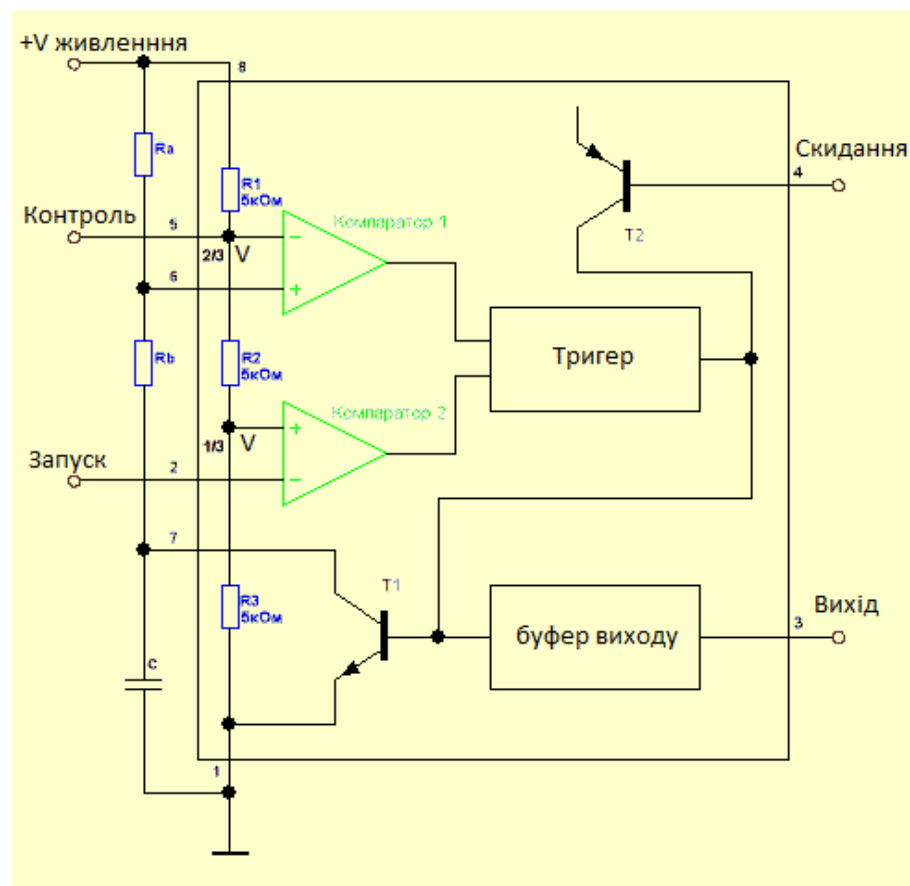 +V живленння
8
Ra
Скидання
4
R1
5кОм
Контроль
5
Компаратор 1
T2
2/3 V
6
Rb
R2
5кОм
Тригер
Компаратор 2
1/3 V
Запуск
2
7
T1
R3
5кОм
Вихід
3
буфер виходу
C
1